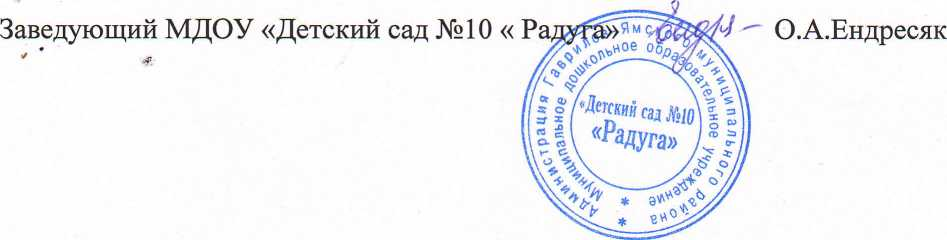 Заведующий МДОУ «Детский сад №10 « Радуга» О.А.Ендресяк
Администрация Гаврилов-Ямского муниципального района
Муниципальное дошкольное образовательное учреждение
«Детский сад №10
«Радуга»